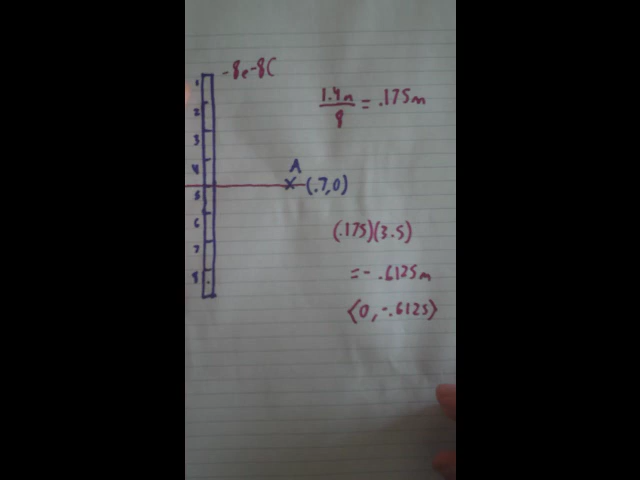 -8e-8C
1
2
3
4
5
6
7
8
1.4m
8
= .175m
A
(.7,0)
(.175)(3.5)
= -.6125m
⟨0, -.6125⟩